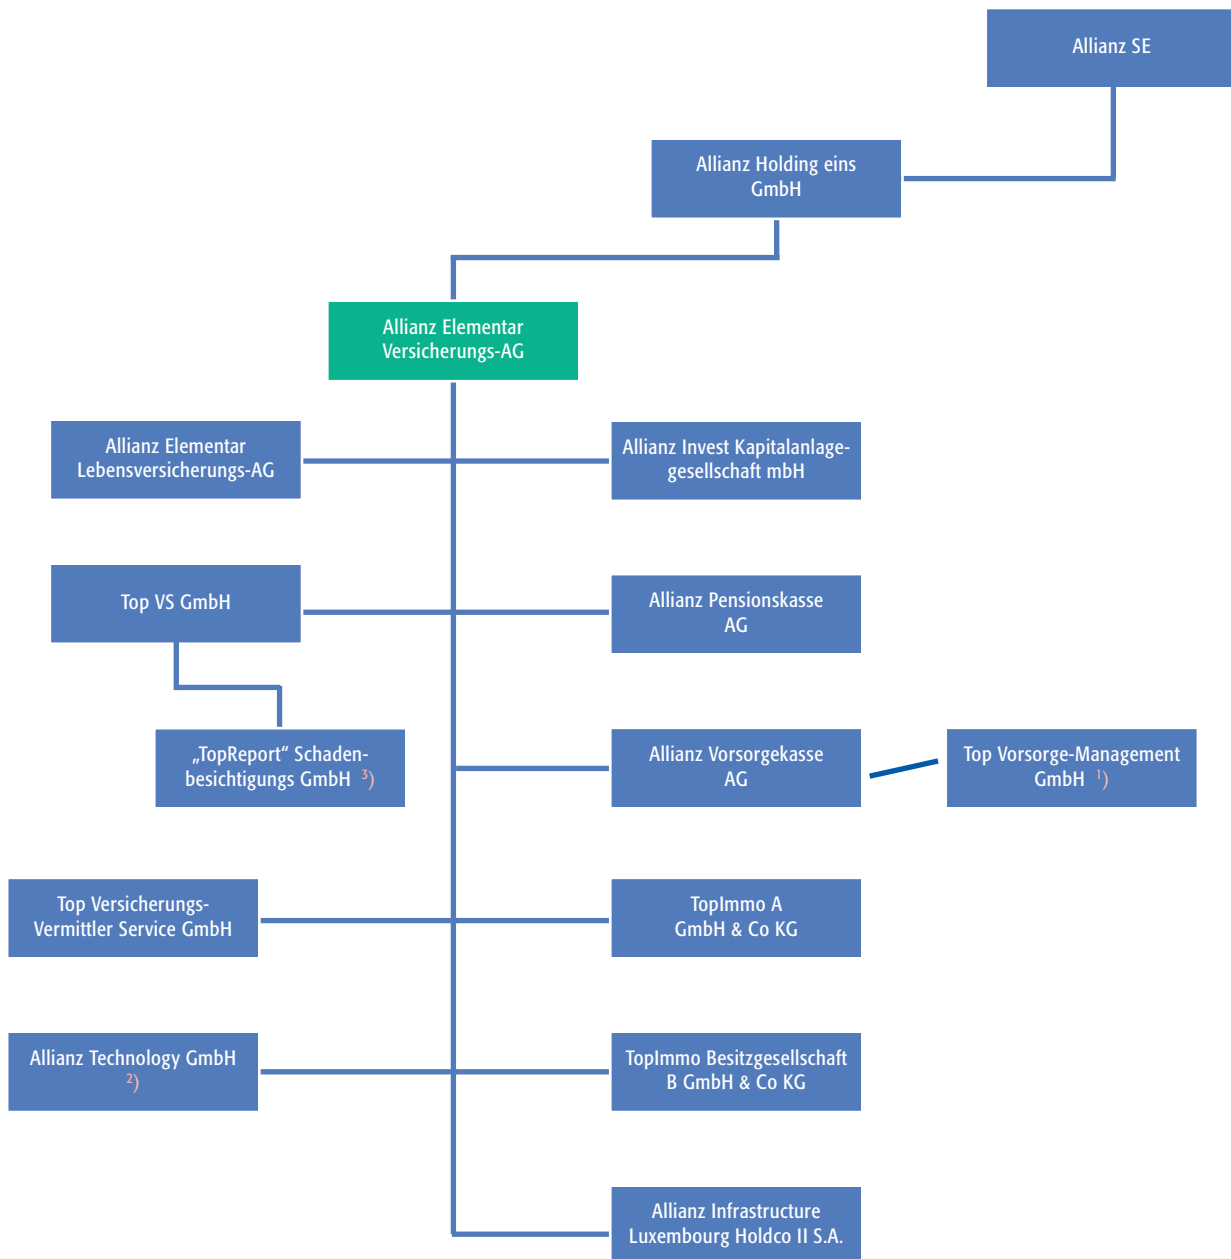 Allianz SE
Allianz Holding eins
GmbH
Allianz Elementar
Versicherungs-AG
Allianz Elementar
Lebensversicherungs-AG
Allianz Invest Kapitalanlage-
gesellschaft mbH
Top VS GmbH
Allianz Pensionskasse
AG
„TopReport“ Schaden-
besichtigungs GmbH ³)
Allianz Vorsorgekasse
AG
Top Vorsorge-Management
GmbH ¹)
Top Versicherungs-
Vermittler Service GmbH
TopImmo A
GmbH & Co KG
Allianz Technology GmbH
²)
TopImmo Besitzgesellschaft
B GmbH & Co KG
Allianz Infrastructure
Luxembourg Holdco II S.A.